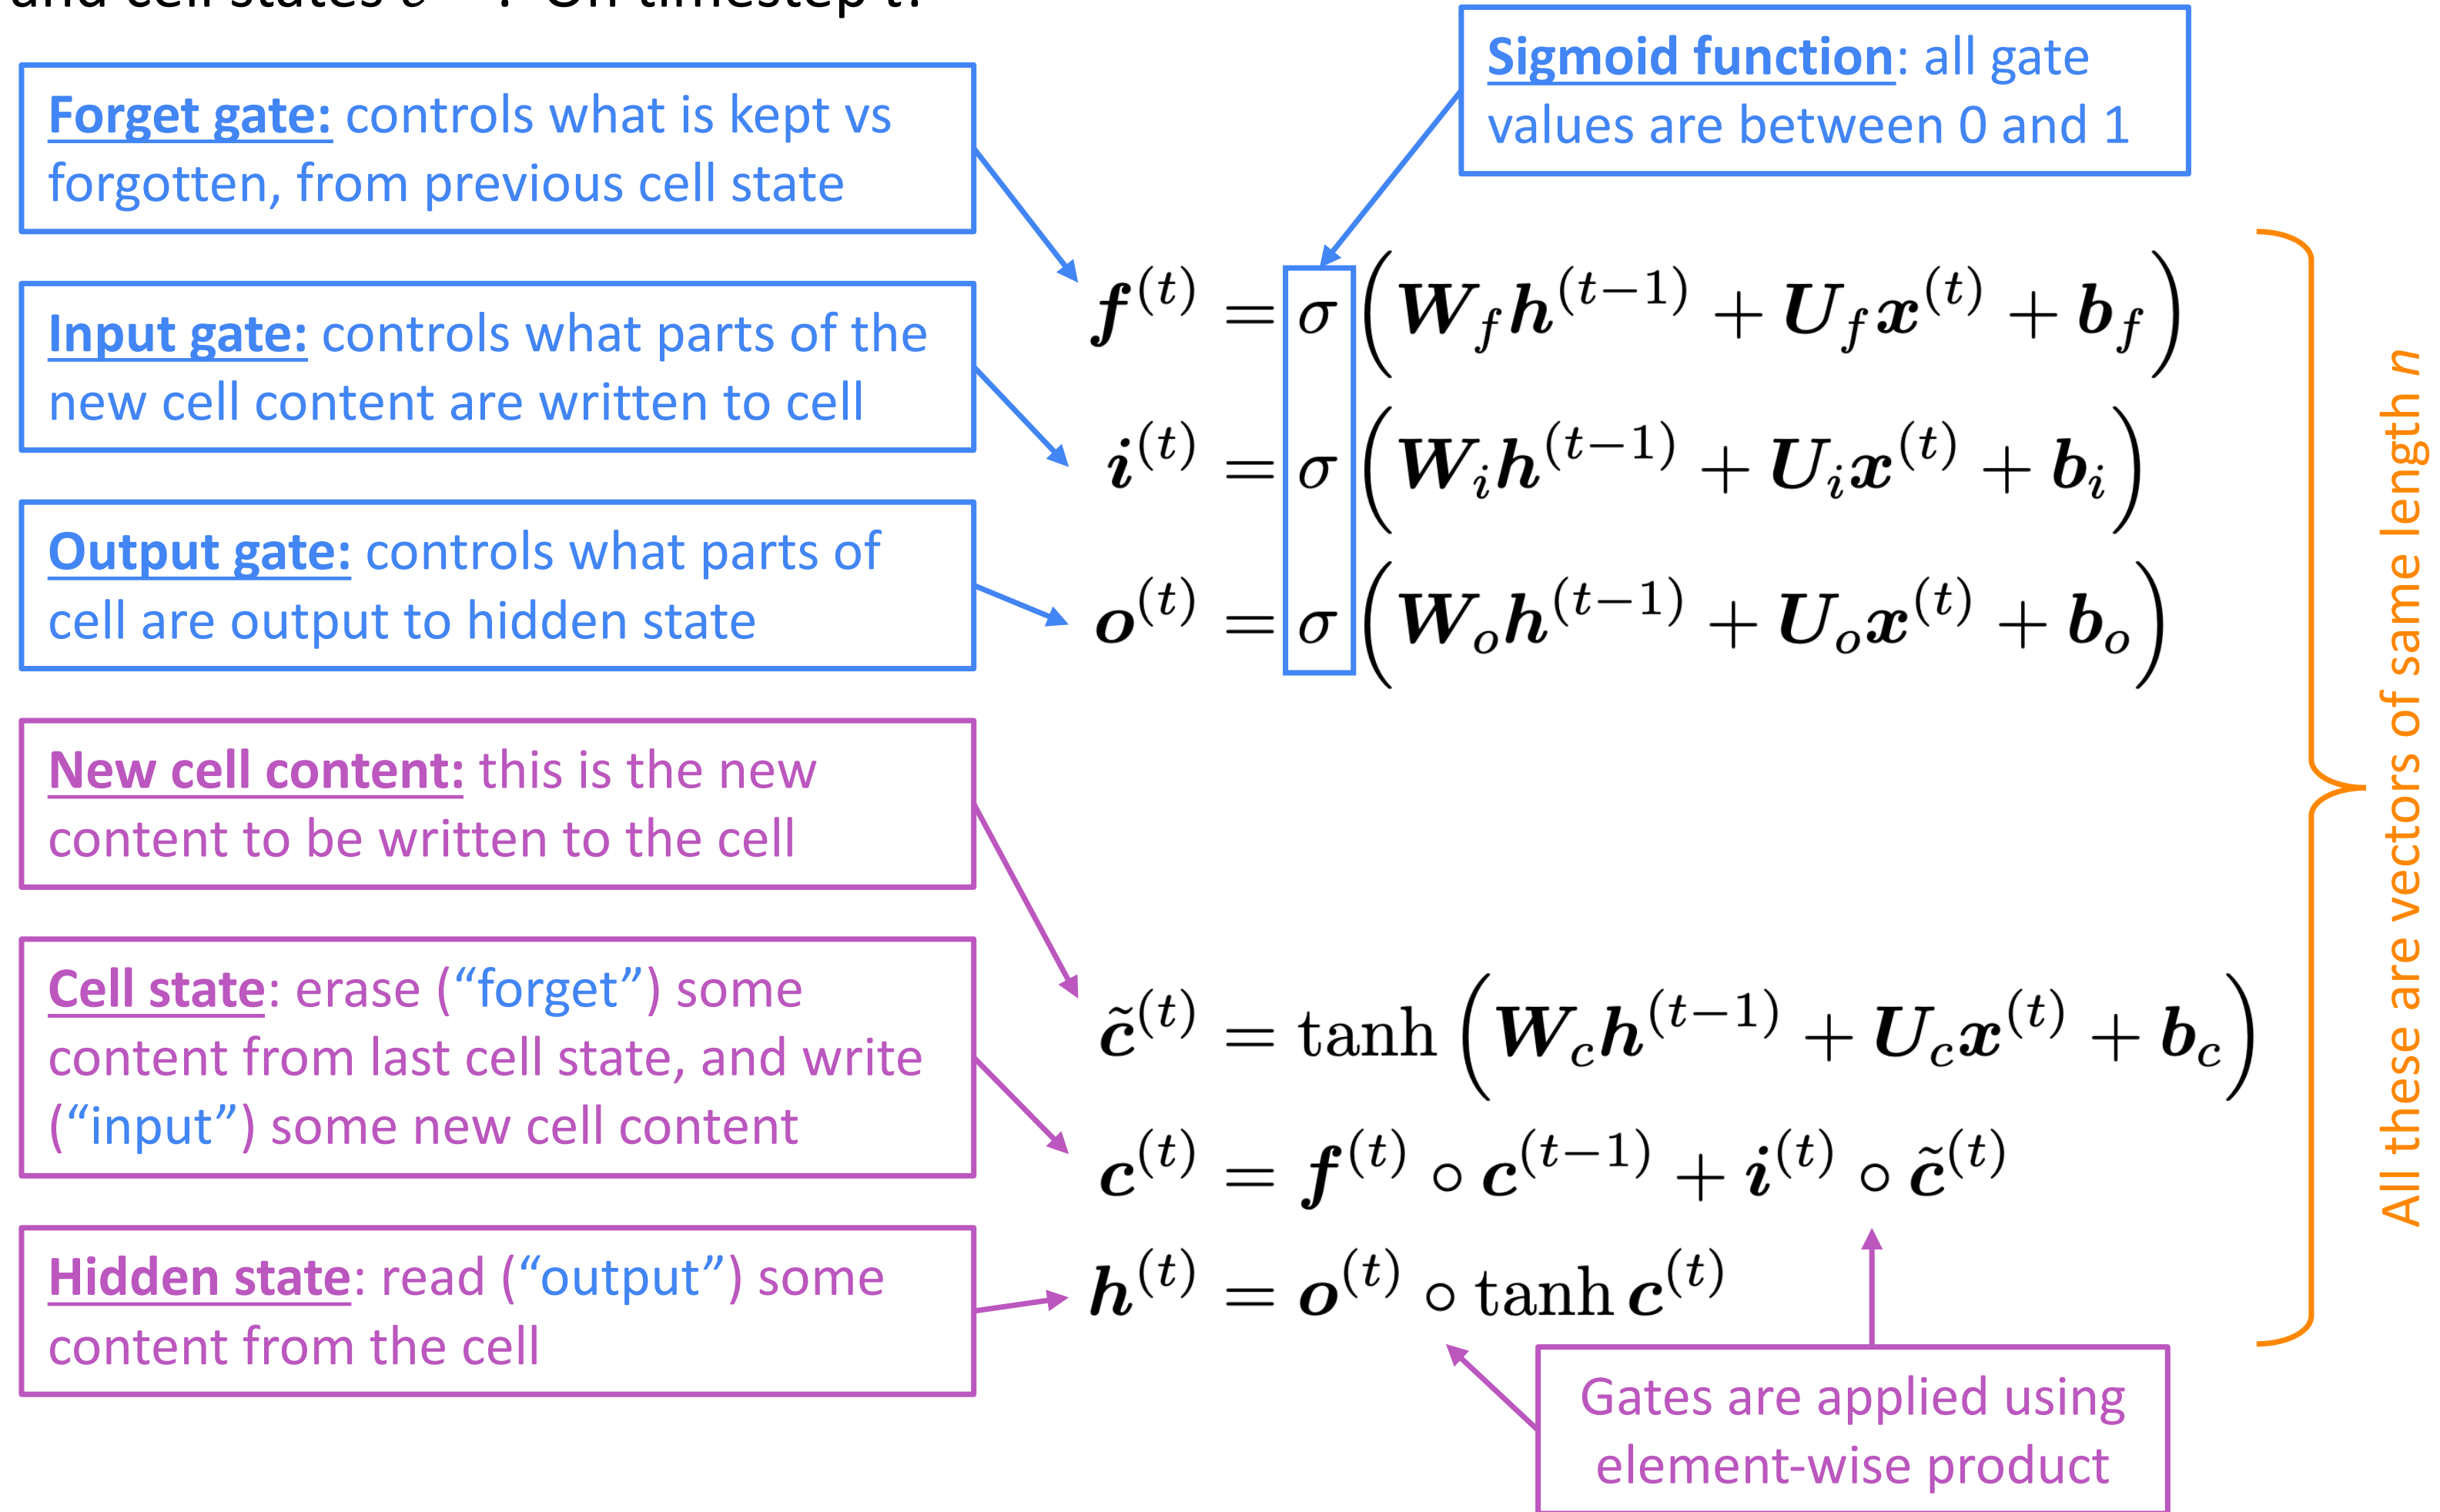 and cell states
On timestep t:
Sigmoid function: all gate
values are between 0 and 1
Forget gate: controls what is kept vs
forgotten, from previous cell state
f^(t) = σ(W_f h^(t−1) + U_f x^(t) + b_f)
Input gate: controls what parts of the
new cell content are written to cell
i^(t) = σ(W_i h^(t−1) + U_i x^(t) + b_i)
Output gate: controls what parts of
cell are output to hidden state
o^(t) = σ(W_o h^(t−1) + U_o x^(t) + b_o)
New cell content: this is the new
content to be written to the cell
c̃^(t) = tanh(W_c h^(t−1) + U_c x^(t) + b_c)
Cell state: erase (“forget”) some
content from last cell state, and write
(“input”) some new cell content
c^(t) = f^(t) ∘ c^(t−1) + i^(t) ∘ c̃^(t)
Hidden state: read (“output”) some
content from the cell
h^(t) = o^(t) ∘ tanh c^(t)
Gates are applied using
element-wise product
All these are vectors of same length n